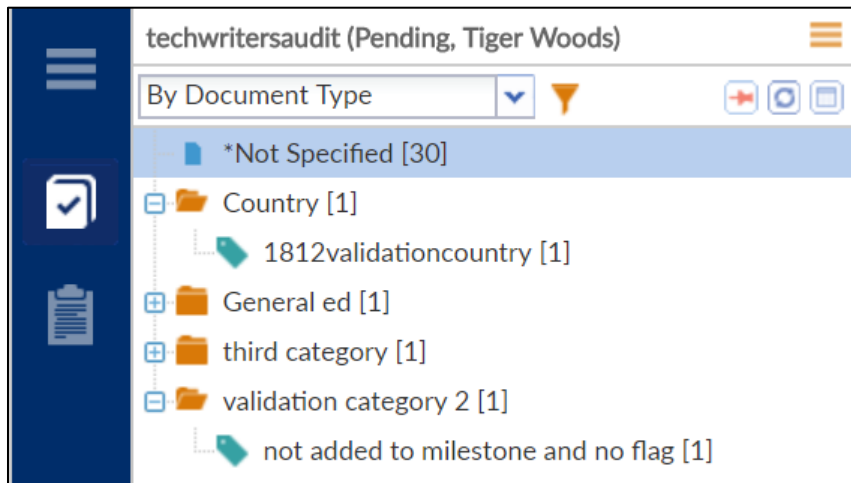 techwritersaudit (Pending, Tiger Woods)
By Document Type
*Not Specified [30]
Country [1]
1812validationcountry [1]
General ed [1]
third category [1]
validation category 2 [1]
not added to milestone and no flag [1]